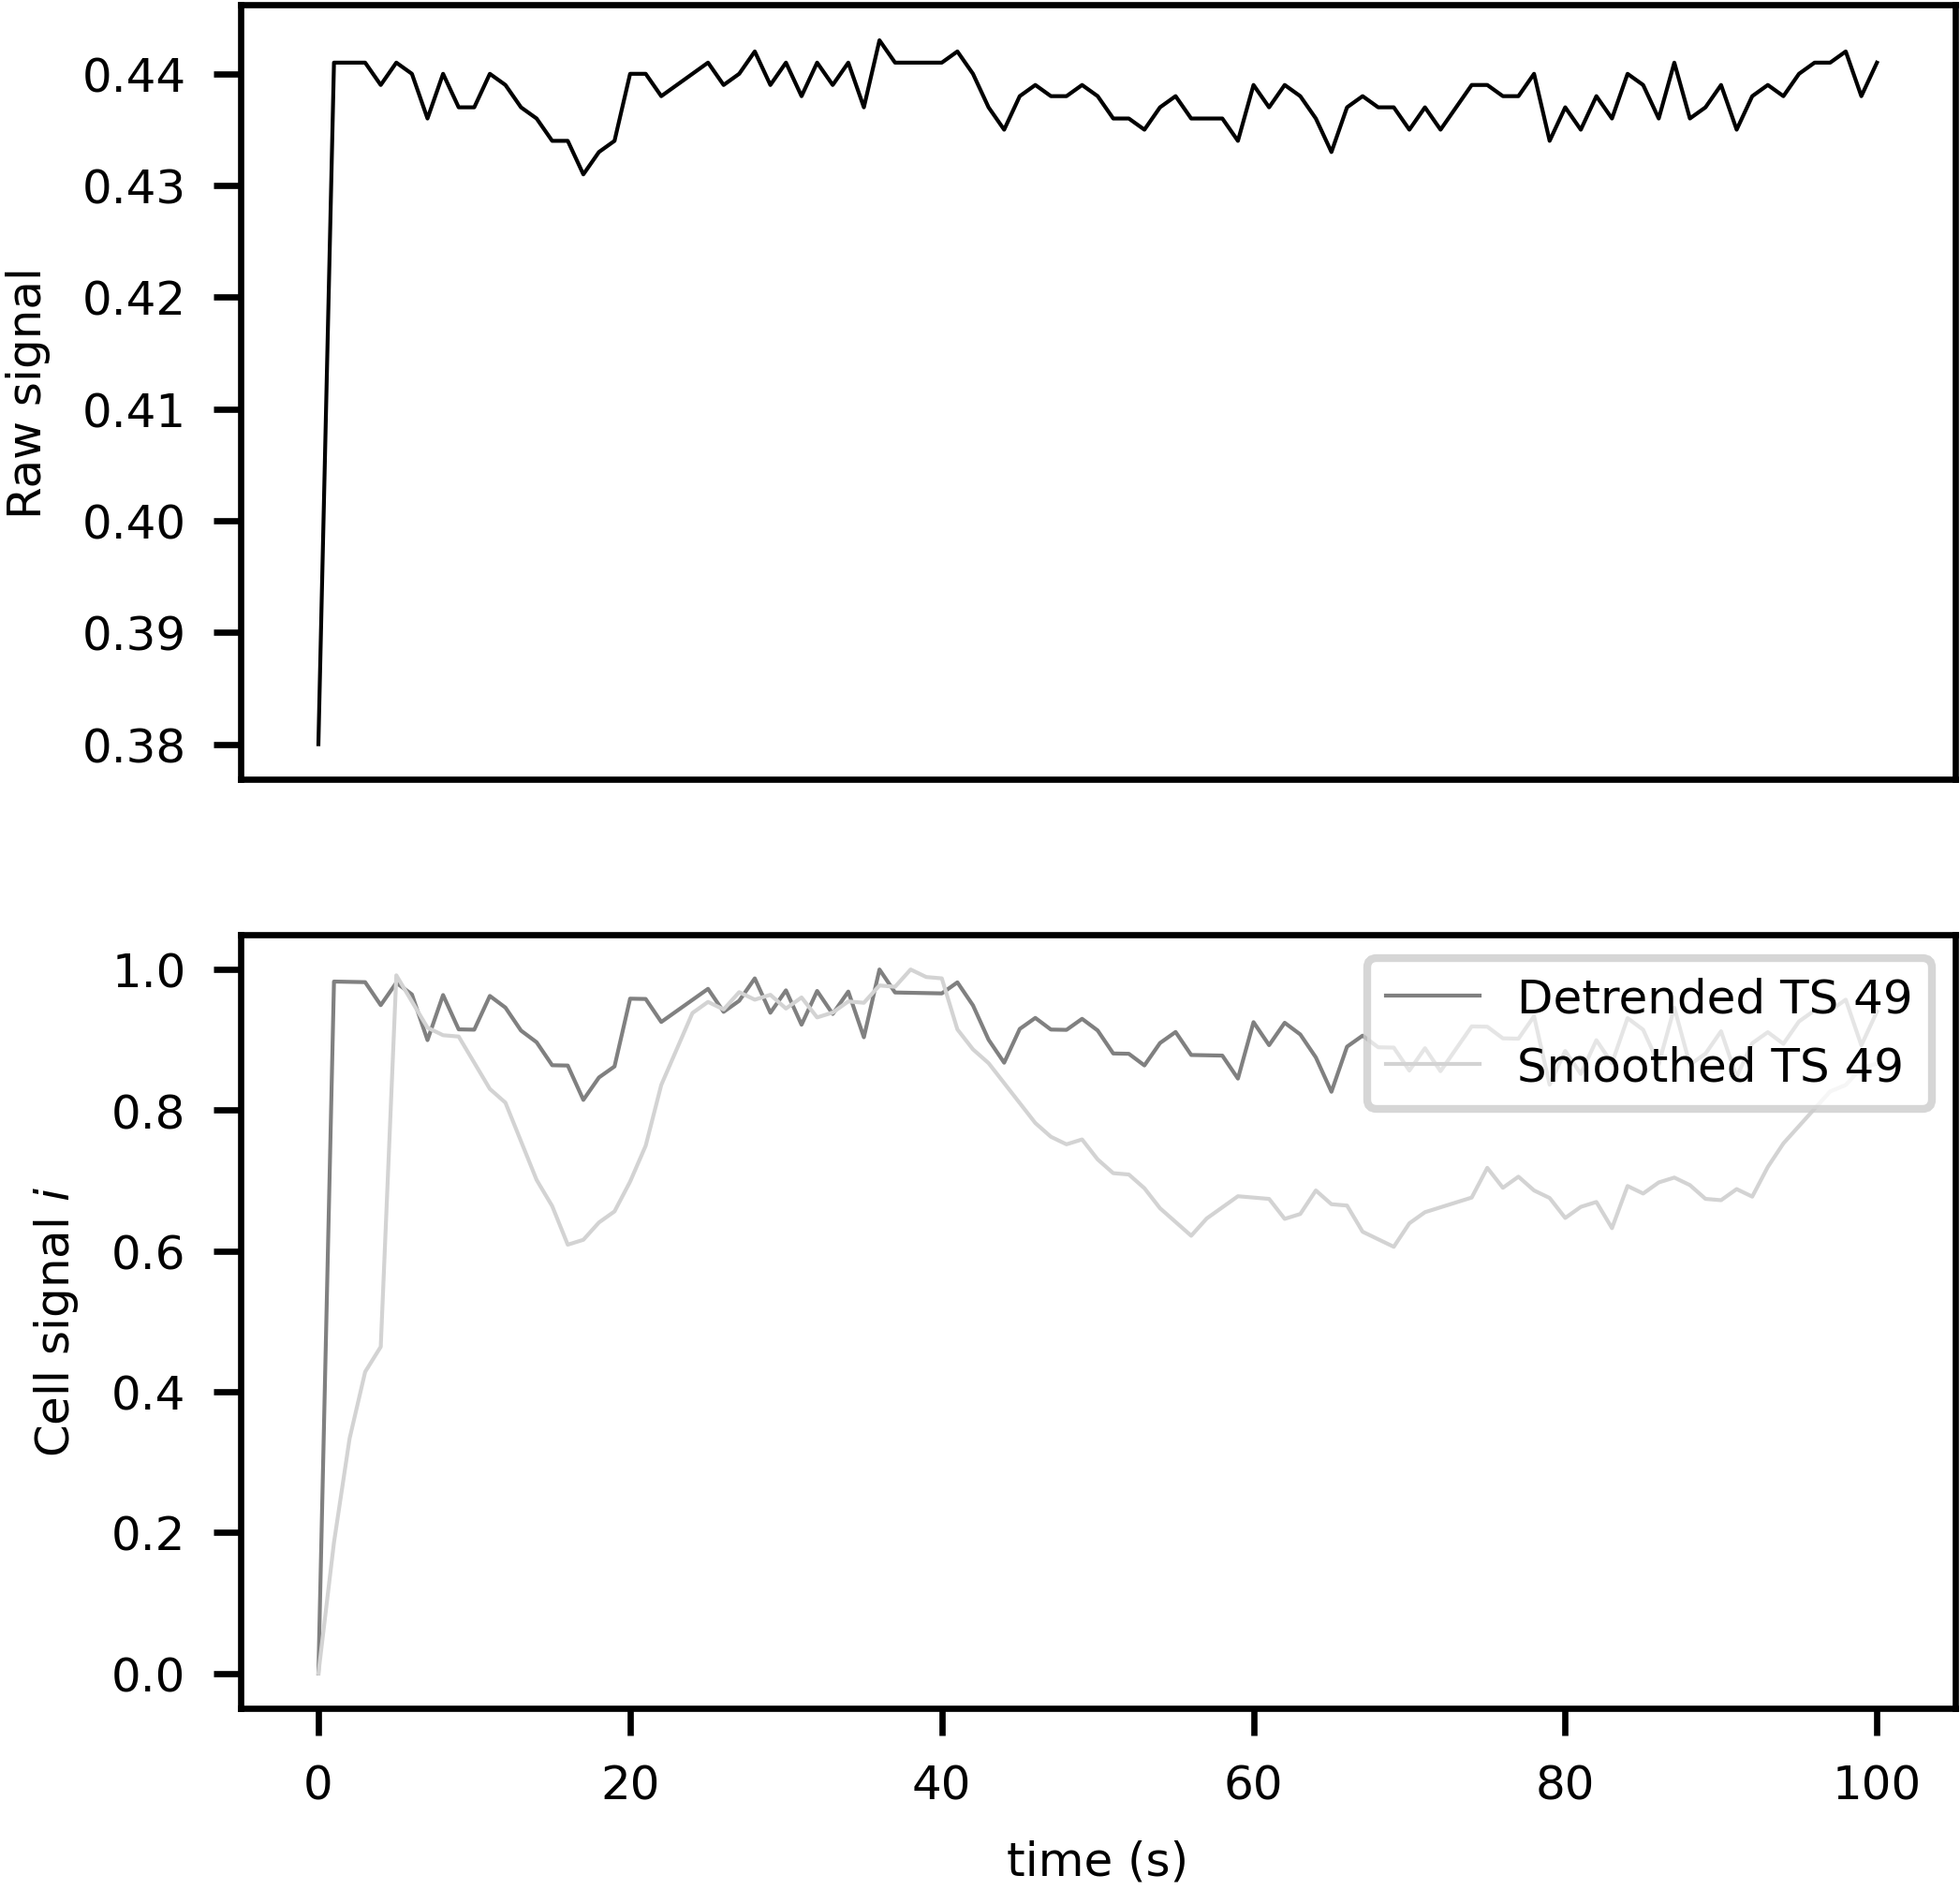 Raw signal
0.44
0.43
0.42
0.41
0.40
0.39
0.38
Cell signal i
1.0
0.8
0.6
0.4
0.2
0.0
Detrended TS 49
Smoothed TS 49
0 20 40 60 80 100
time (s)